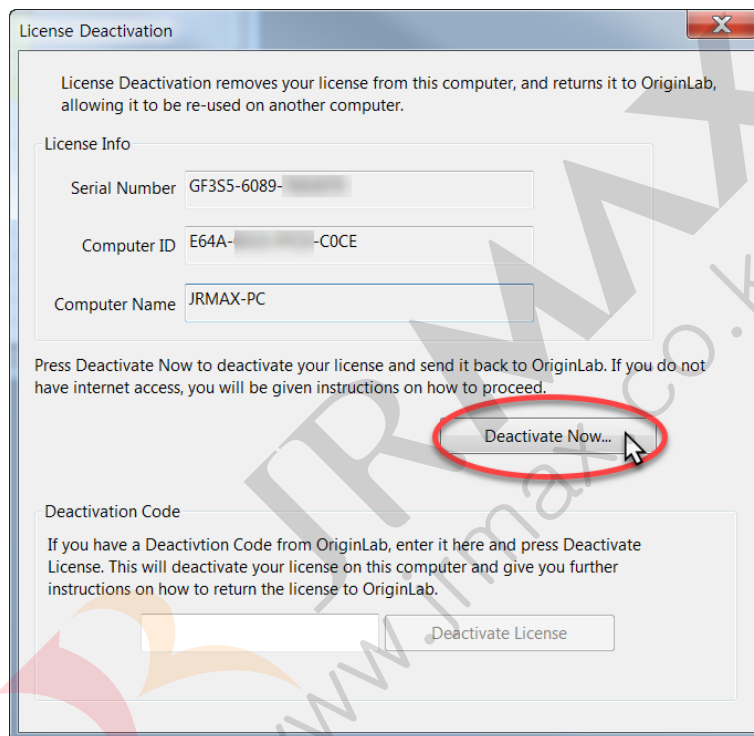 License Deactivation
License Deactivation removes your license from this computer, and returns it to OriginLab,
allowing it to be re-used on another computer.
License Info
Serial Number GF3S5-6089-
Computer ID E64A- -C0CE
Computer Name JRMAX-PC
Press Deactivate Now to deactivate your license and send it back to OriginLab. If you do not
have internet access, you will be given instructions on how to proceed.
Deactivate Now...
Deactivation Code
If you have a Deactivtion Code from OriginLab, enter it here and press Deactivate
License. This will deactivate your license on this computer and give you further
instructions on how to return the license to OriginLab.
Deactivate License
JRMAX
www.jrmax.co.k